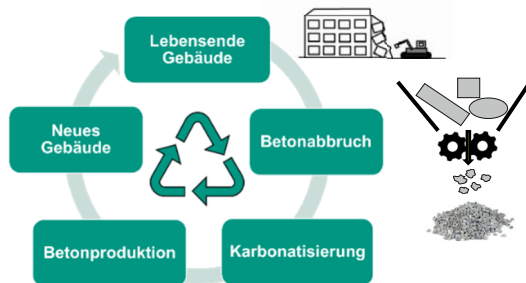 Lebensende
Gebäude
Neues
Gebäude
Betonabbruch
Betonproduktion
Karbonatisierung